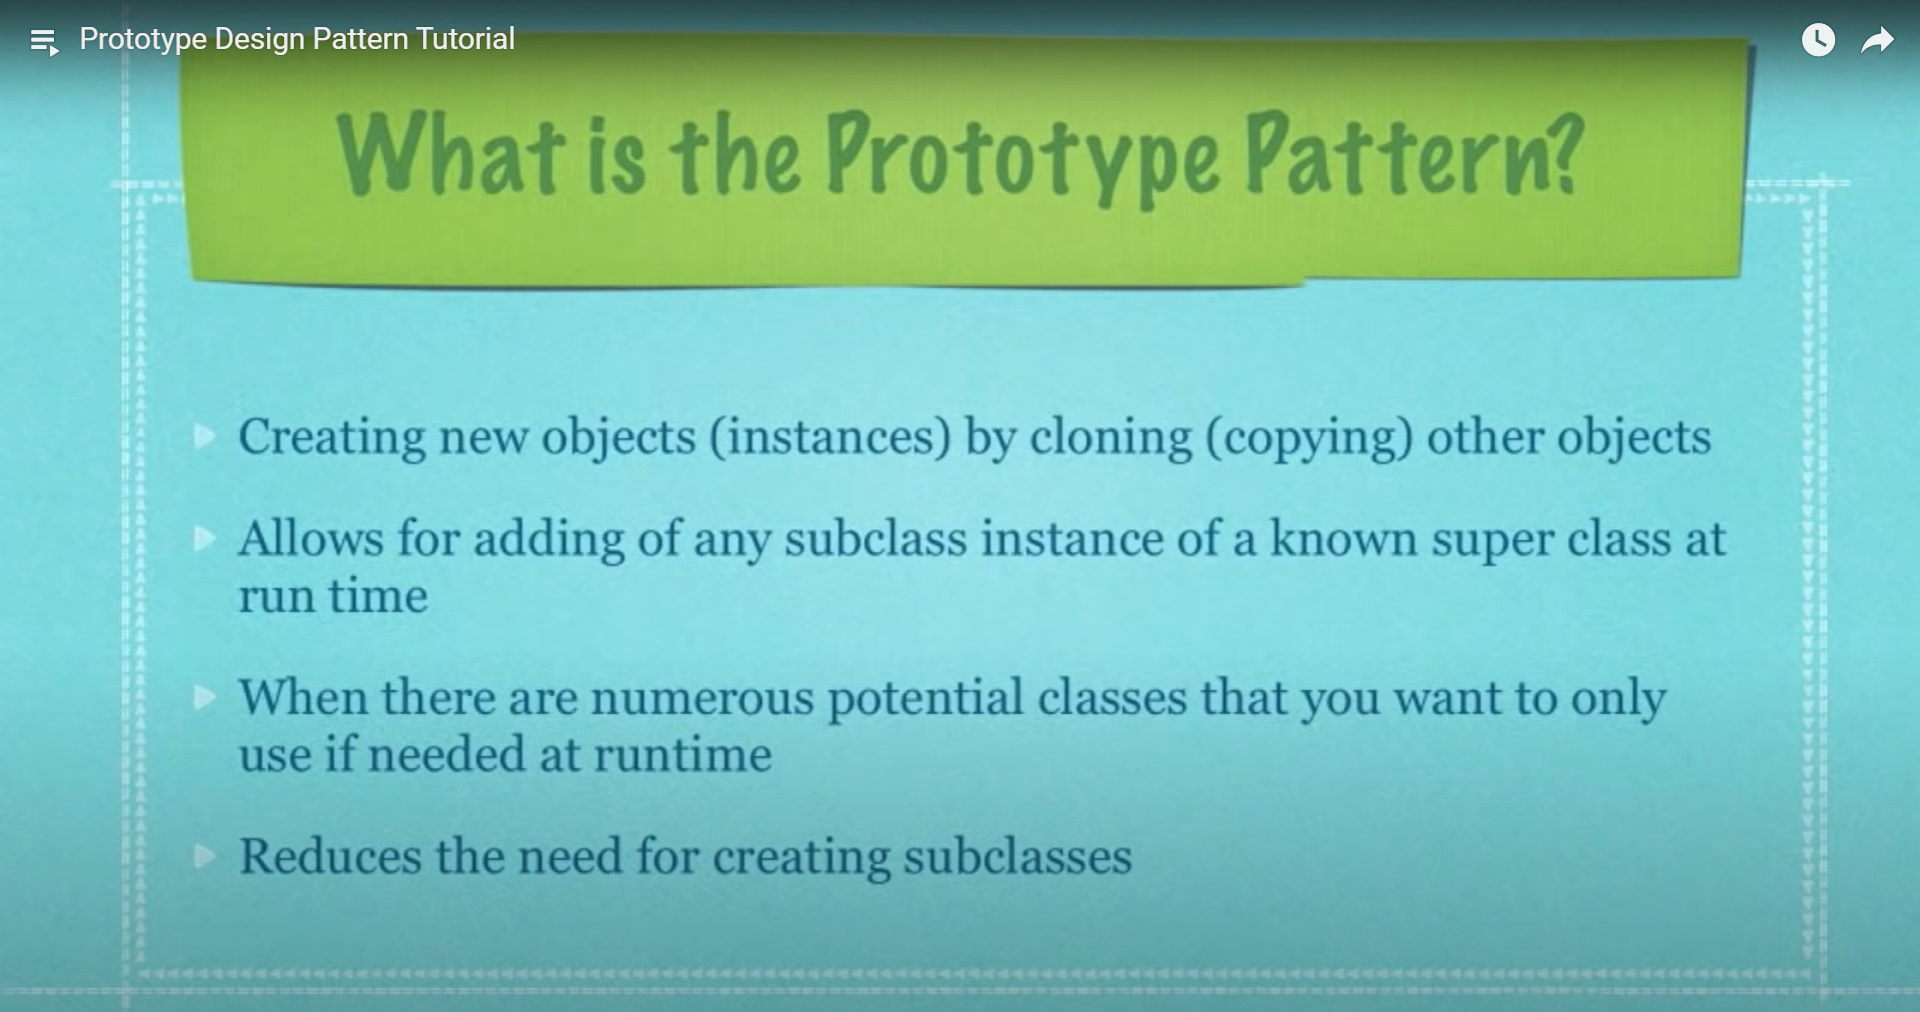 Prototype Design Pattern Tutorial
What is the Prototype Pattern?
Creating new objects (instances) by cloning (copying) other objects
Allows for adding of any subclass instance of a known super class at
run time
When there are numerous potential classes that you want to only
use if needed at runtime
Reduces the need for creating subclasses